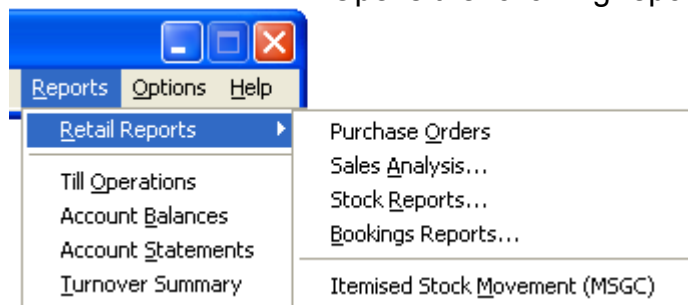 Reports Options Help
Retail Reports
Till Operations
Account Balances
Account Statements
Turnover Summary
Purchase Orders
Sales Analysis...
Stock Reports...
Bookings Reports...
Itemised Stock Movement (MSGC)